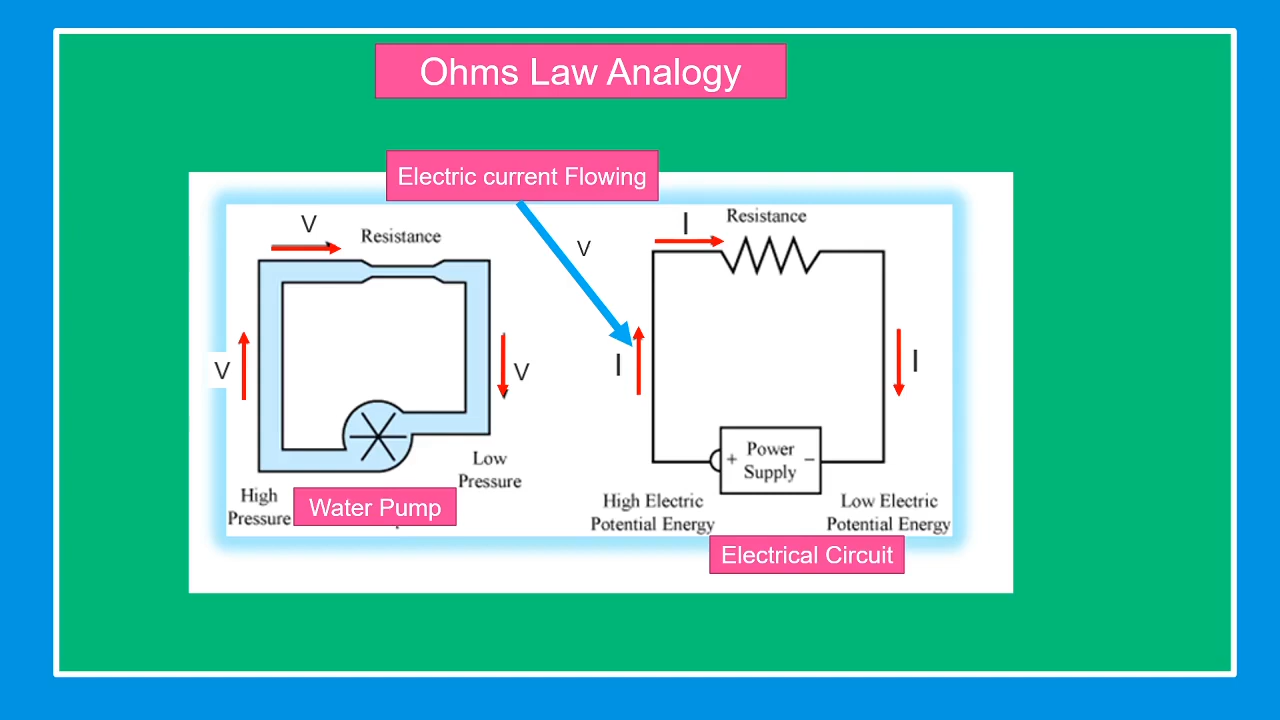 Ohms Law Analogy
Electric current Flowing
V
Resistance
V
V
High
Pressure
Water Pump
Low
Pressure
V
I
Resistance
I
I
+ Power −
Supply
High Electric
Potential Energy
Low Electric
Potential Energy
Electrical Circuit